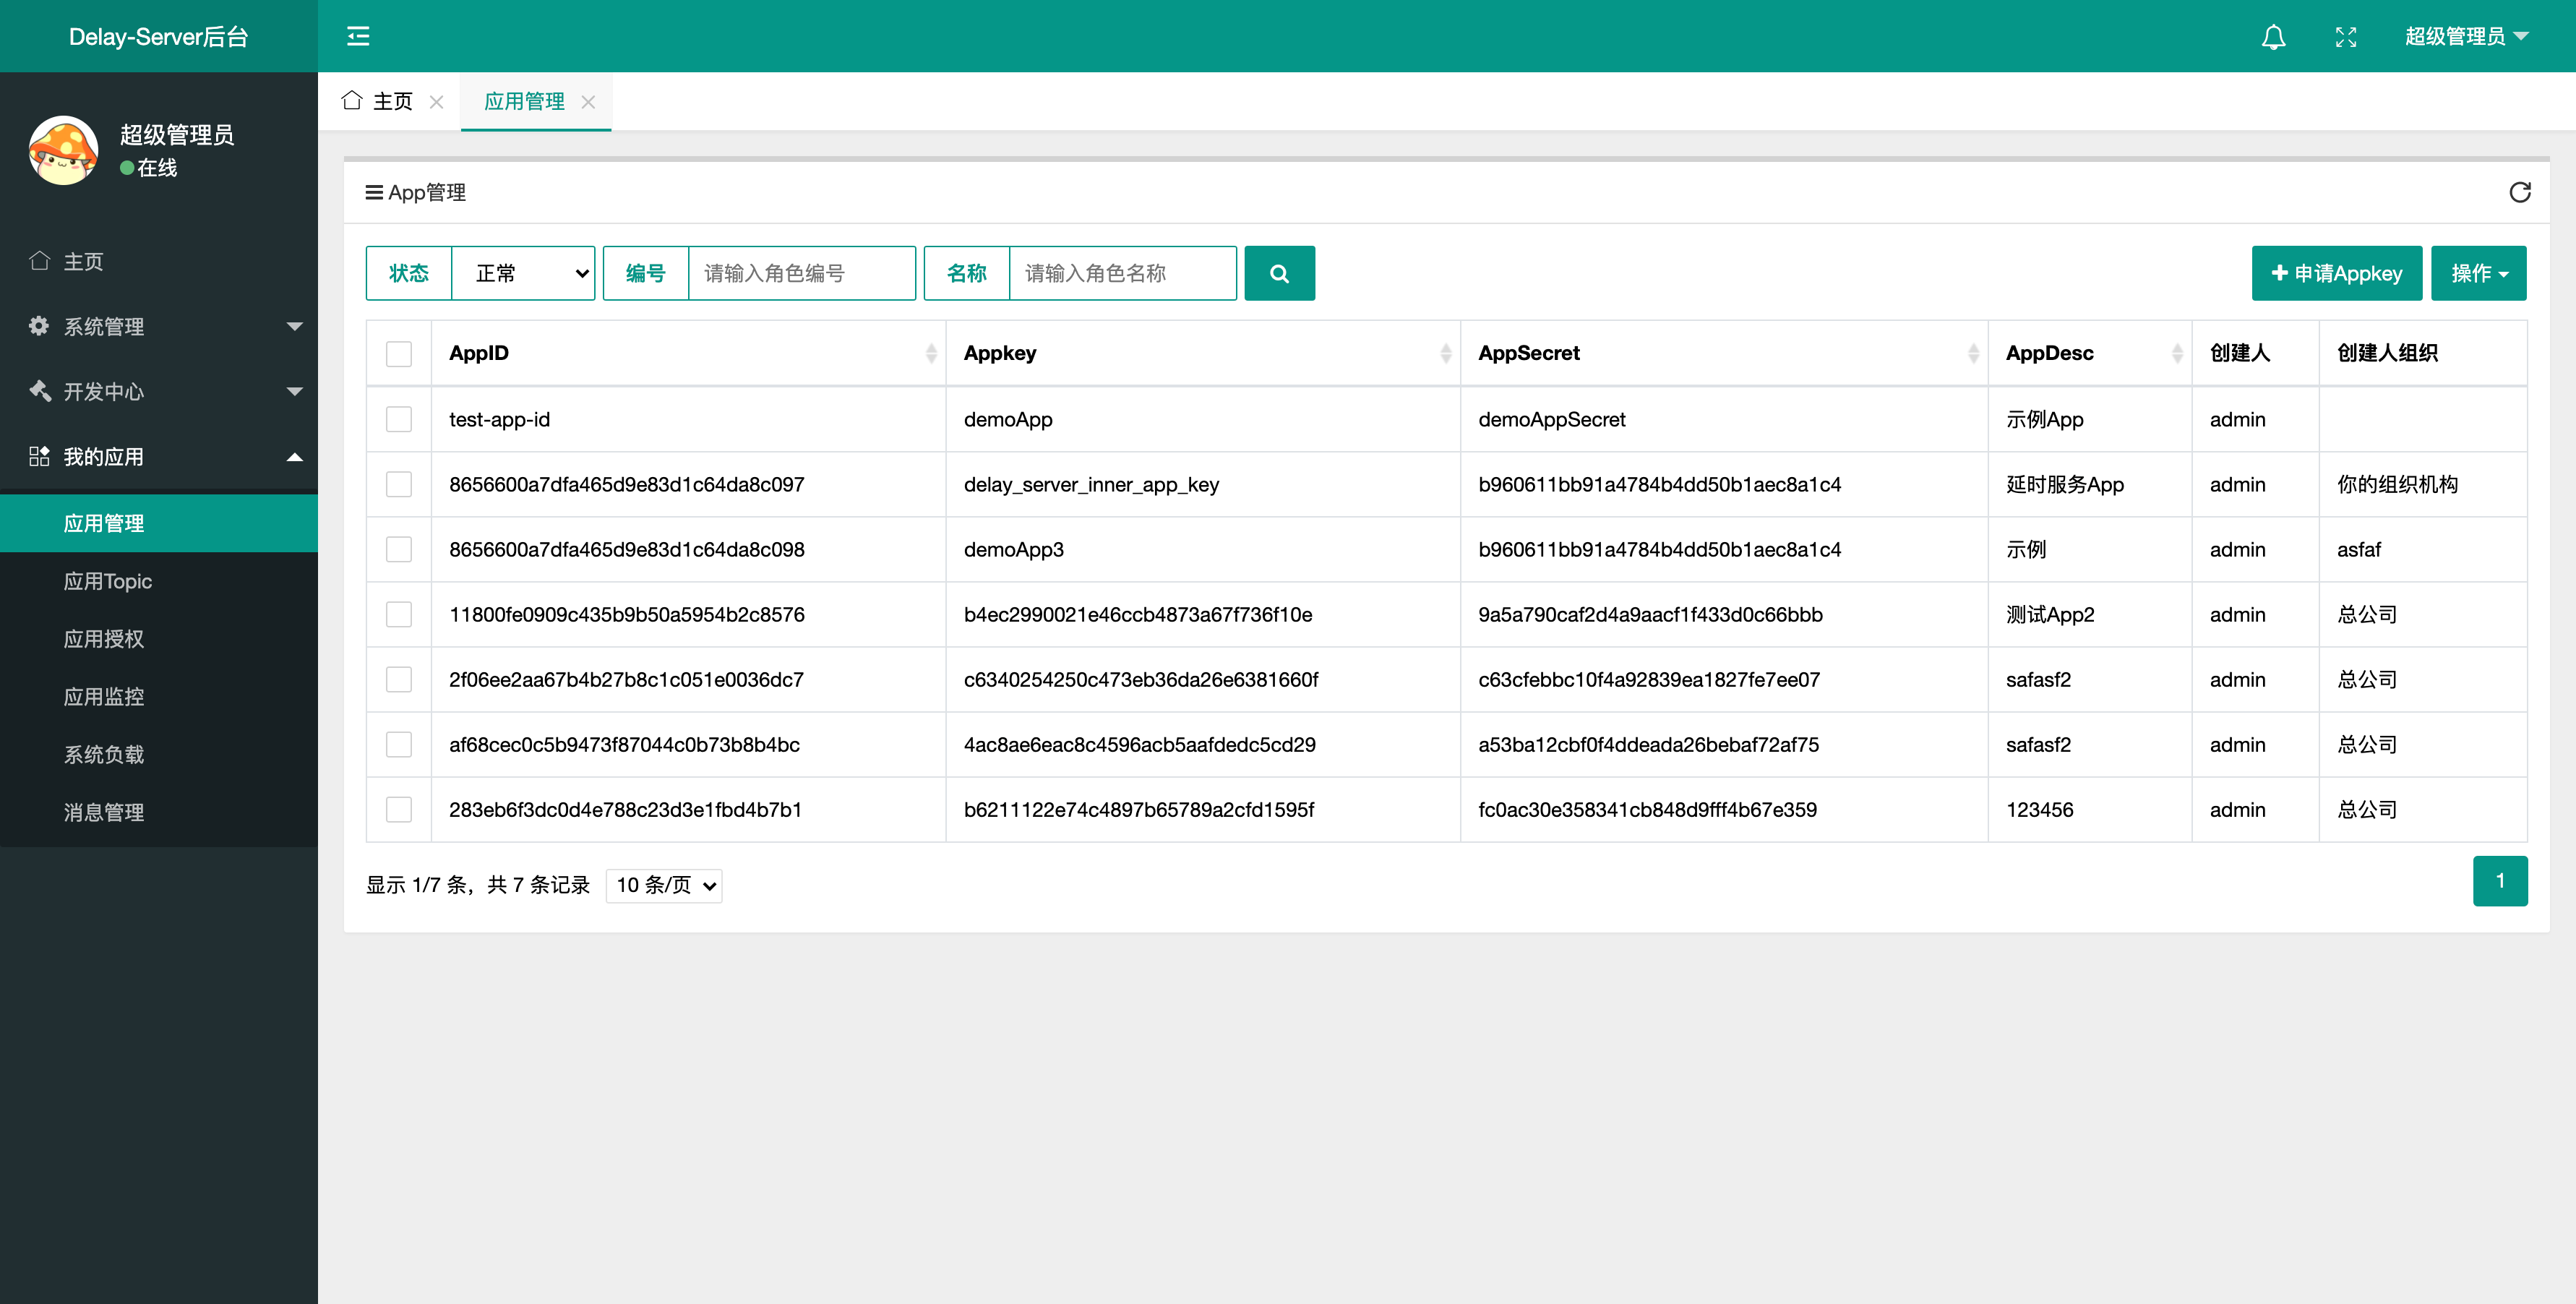 Delay-Server后台
超级管理员
超级管理员
在线
主页
系统管理
开发中心
我的应用
应用管理
应用Topic
应用授权
应用监控
系统负载
消息管理
主页
应用管理
App管理
状态 正常 编号 请输入角色编号 名称 请输入角色名称 申请Appkey 操作
AppID Appkey AppSecret AppDesc 创建人 创建人组织
test-app-id demoApp demoAppSecret 示例App admin
8656600a7dfa465d9e83d1c64da8c097 delay_server_inner_app_key b960611bb91a4784b4dd50b1aec8a1c4 延时服务App admin 你的组织机构
8656600a7dfa465d9e83d1c64da8c098 demoApp3 b960611bb91a4784b4dd50b1aec8a1c4 示例 admin asfaf
11800fe0909c435b9b50a5954b2c8576 b4ec2990021e46ccb4873a67f736f10e 9a5a790caf2d4a9aacf1f433d0c66bbb 测试App2 admin 总公司
2f06ee2aa67b4b27b8c1c051e0036dc7 c6340254250c473eb36da26e6381660f c63cfebbc10f4a92839ea1827fe7ee07 safasf2 admin 总公司
af68cec0c5b9473f87044c0b73b8b4bc 4ac8ae6eac8c4596acb5aafdedc5cd29 a53ba12cbf0f4ddeada26bebaf72af75 safasf2 admin 总公司
283eb6f3dc0d4e788c23d3e1fbd4b7b1 b6211122e74c4897b65789a2cfd1595f fc0ac30e358341cb848d9fff4b67e359 123456 admin 总公司
显示 1/7 条，共 7 条记录 10 条/页 1